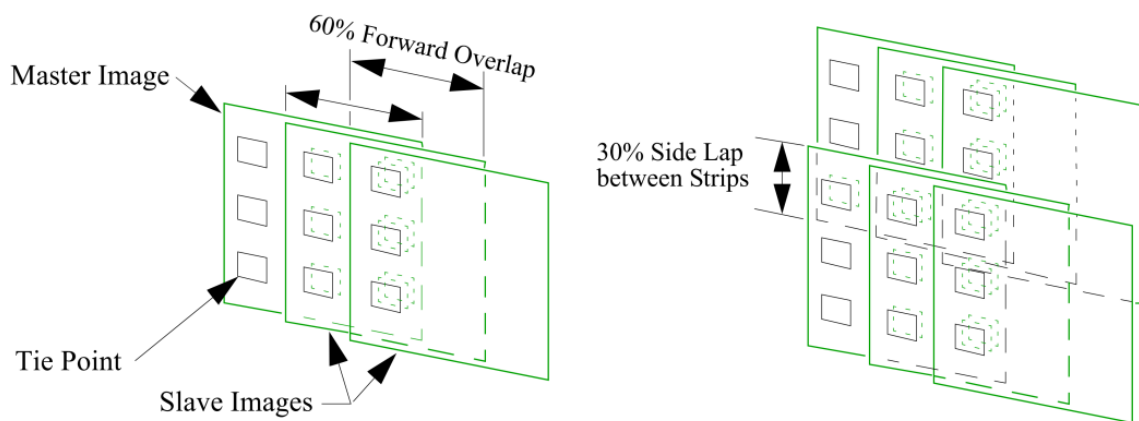 60% Forward Overlap
Master Image
Tie Point
Slave Images
30% Side Lap
between Strips